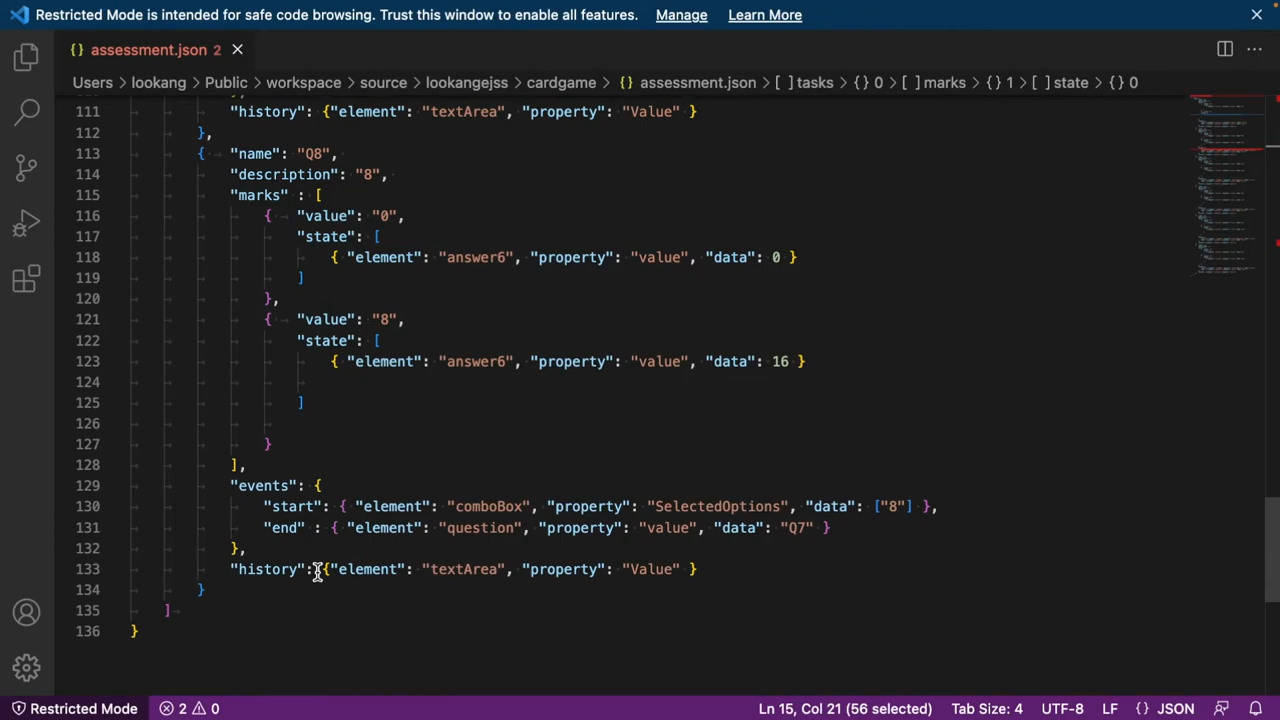 Restricted Mode is intended for safe code browsing. Trust this window to enable all features. Manage Learn More
{} assessment.json 2
Users > lookang > Public > workspace > source > lookangejss > cardgame > {} assessment.json > [ ] tasks > {} 0 > [ ] marks > {} 1 > [ ] state > {} 0
111 "history": {"element": "textArea", "property": "Value" }
112 },
113 { "name": "Q8",
114 "description": "8",
115 "marks" : [
116 { "value": "0",
117 "state": [
118 { "element": "answer6", "property": "value", "data": 0 }
119 ]
120 },
121 { "value": "8",
122 "state": [
123 { "element": "answer6", "property": "value", "data": 16 }
124
125 ]
126
127 }
128 ],
129 "events": {
130 "start": { "element": "comboBox", "property": "SelectedOptions", "data": ["8"] },
131 "end" : { "element": "question", "property": "value", "data": "Q7" }
132 },
133 "history": {"element": "textArea", "property": "Value" }
134 }
135 ]
136 }
Restricted Mode 2 0 Ln 15, Col 21 (56 selected) Tab Size: 4 UTF-8 LF {} JSON